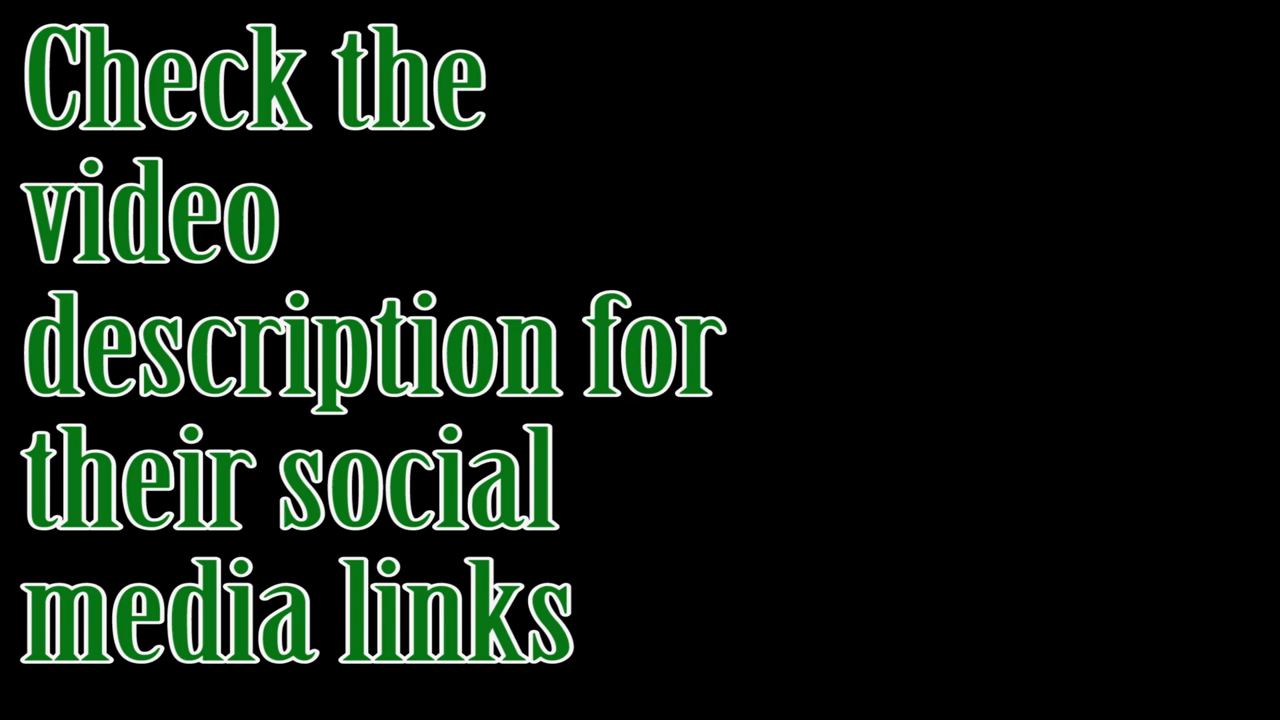 Check the
video
description for
their social
media links